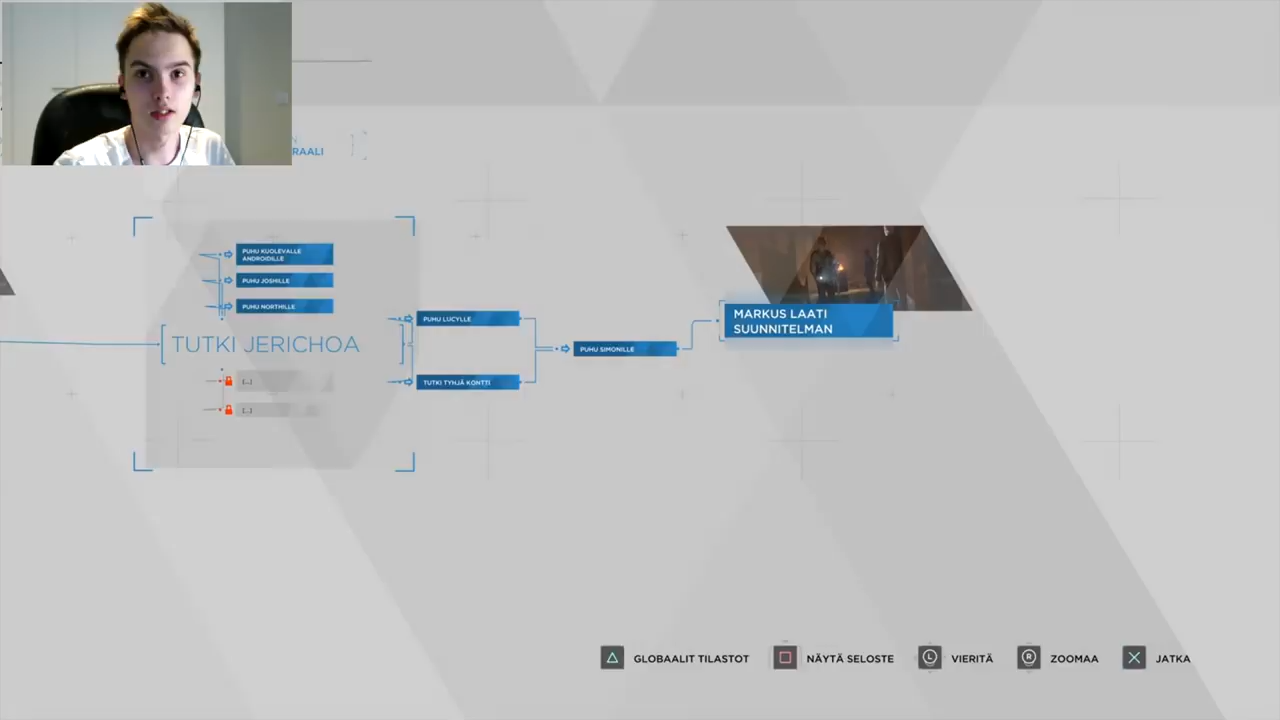 RAALI
PUHU KUOLEVALLE
ANDROIDILLE
PUHU JOSHILLE
PUHU NORTHILLE
TUTKI JERICHOA
[...]
[...]
PUHU LUCYLLE
TUTKI TYHJÄ KONTTI
PUHU SIMONILLE
MARKUS LAATI
SUUNNITELMAN
GLOBAALIT TILASTOT
NÄYTÄ SELOSTE
L
VIERITÄ
R
ZOOMAA
JATKA